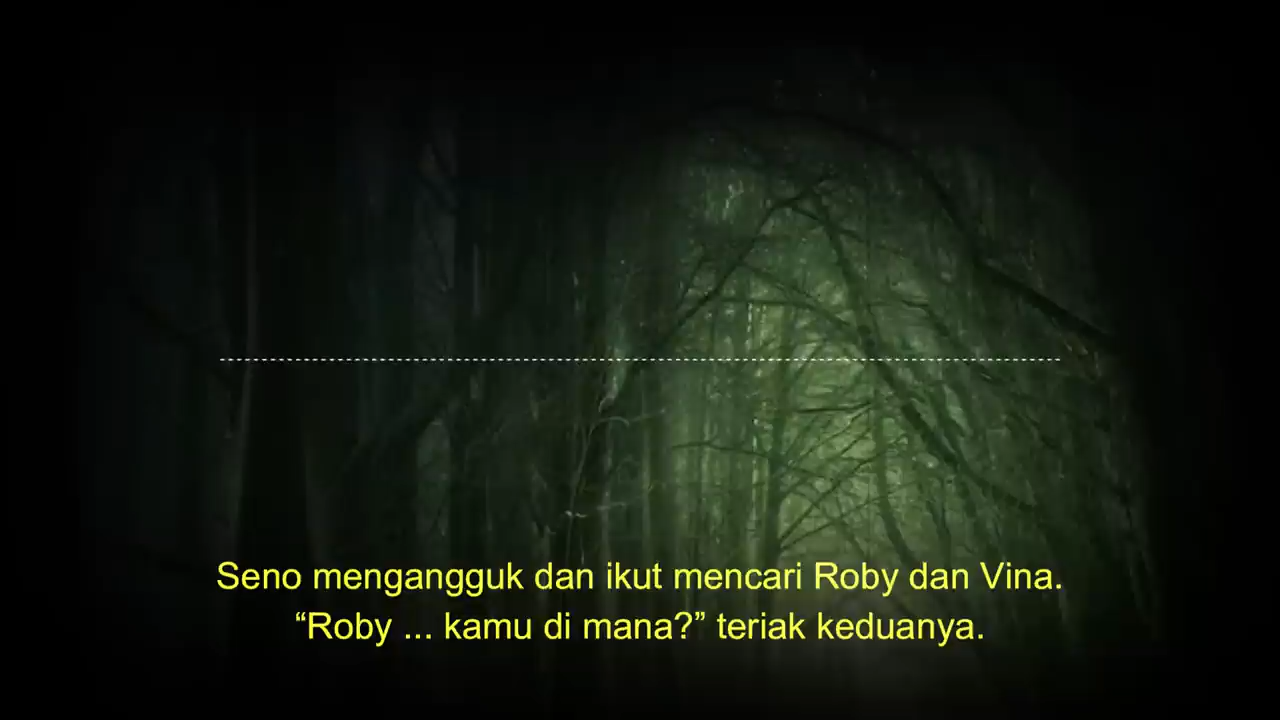 Seno mengangguk dan ikut mencari Roby dan Vina.
“Roby ... kamu di mana?” teriak keduanya.